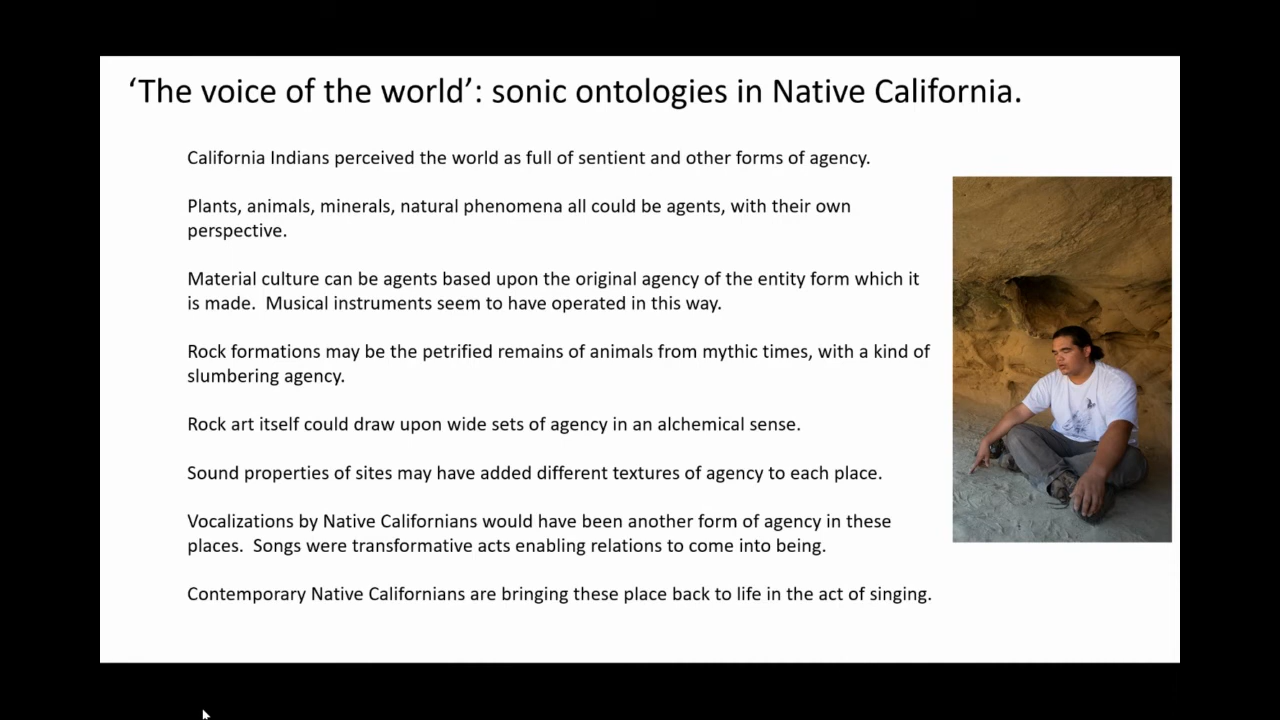 ‘The voice of the world’: sonic ontologies in Native California.
California Indians perceived the world as full of sentient and other forms of agency.
Plants, animals, minerals, natural phenomena all could be agents, with their own
perspective.
Material culture can be agents based upon the original agency of the entity form which it
is made.  Musical instruments seem to have operated in this way.
Rock formations may be the petrified remains of animals from mythic times, with a kind of
slumbering agency.
Rock art itself could draw upon wide sets of agency in an alchemical sense.
Sound properties of sites may have added different textures of agency to each place.
Vocalizations by Native Californians would have been another form of agency in these
places.  Songs were transformative acts enabling relations to come into being.
Contemporary Native Californians are bringing these place back to life in the act of singing.